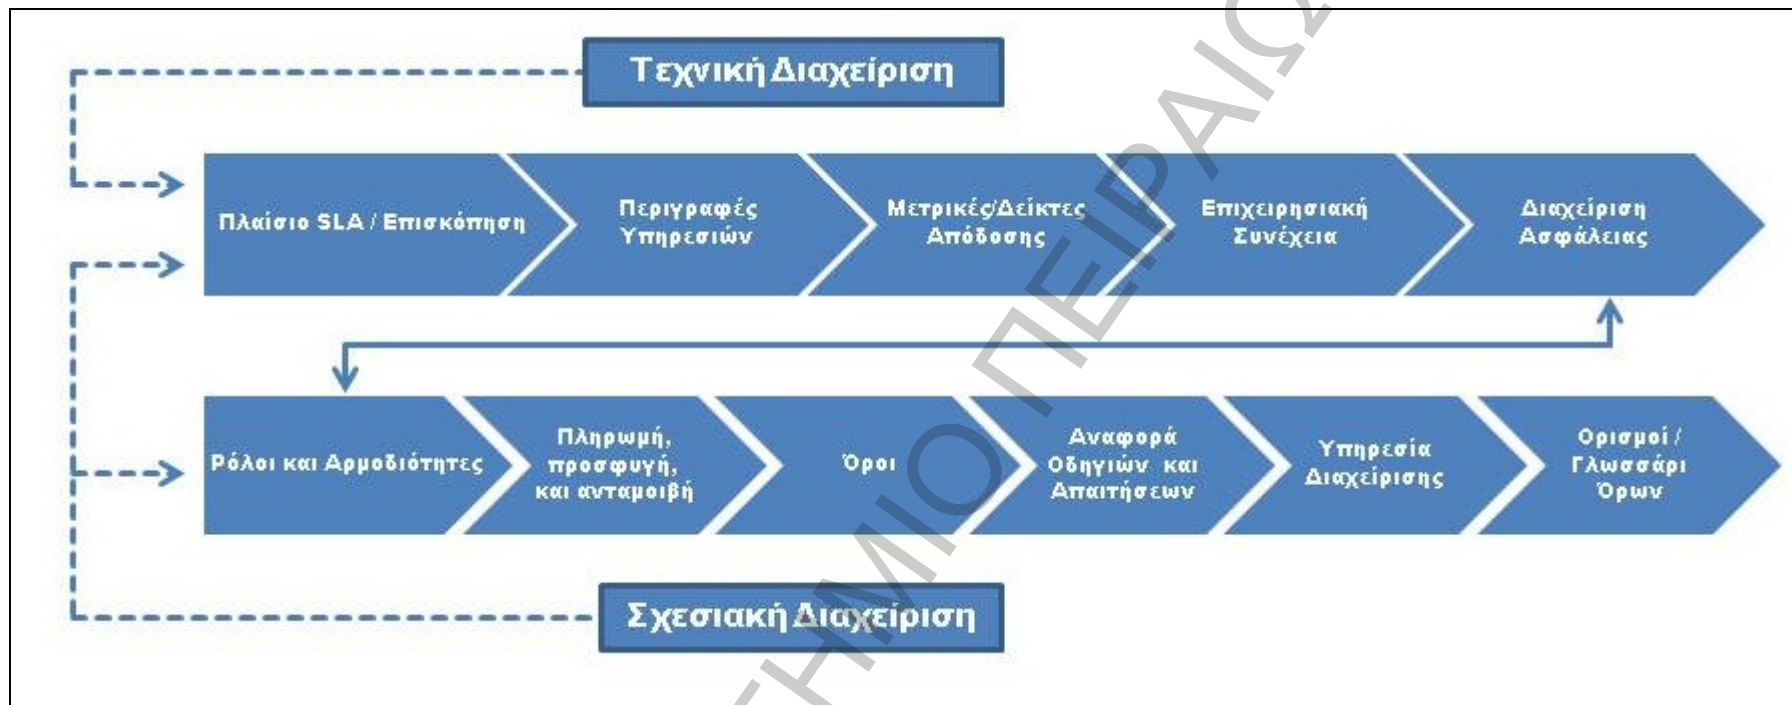 Τεχνική Διαχείριση
Πλαίσιο SLA / Επισκόπηση
Περιγραφές
Υπηρεσιών
Μετρικές/Δείκτες
Απόδοσης
Επιχειρησιακή
Συνέχεια
Διαχείριση
Ασφάλειας
Ρόλοι και Αρμοδιότητες
Πληρωμή,
προσφυγή,
και ανταμοιβή
Όροι
Αναφορά
Οδηγιών και
Απαιτήσεων
Υπηρεσία
Διαχείρισης
Ορισμοί /
Γλωσσάρι
Όρων
Σχεσιακή Διαχείριση
ΠΕΙΡΑΙΩ